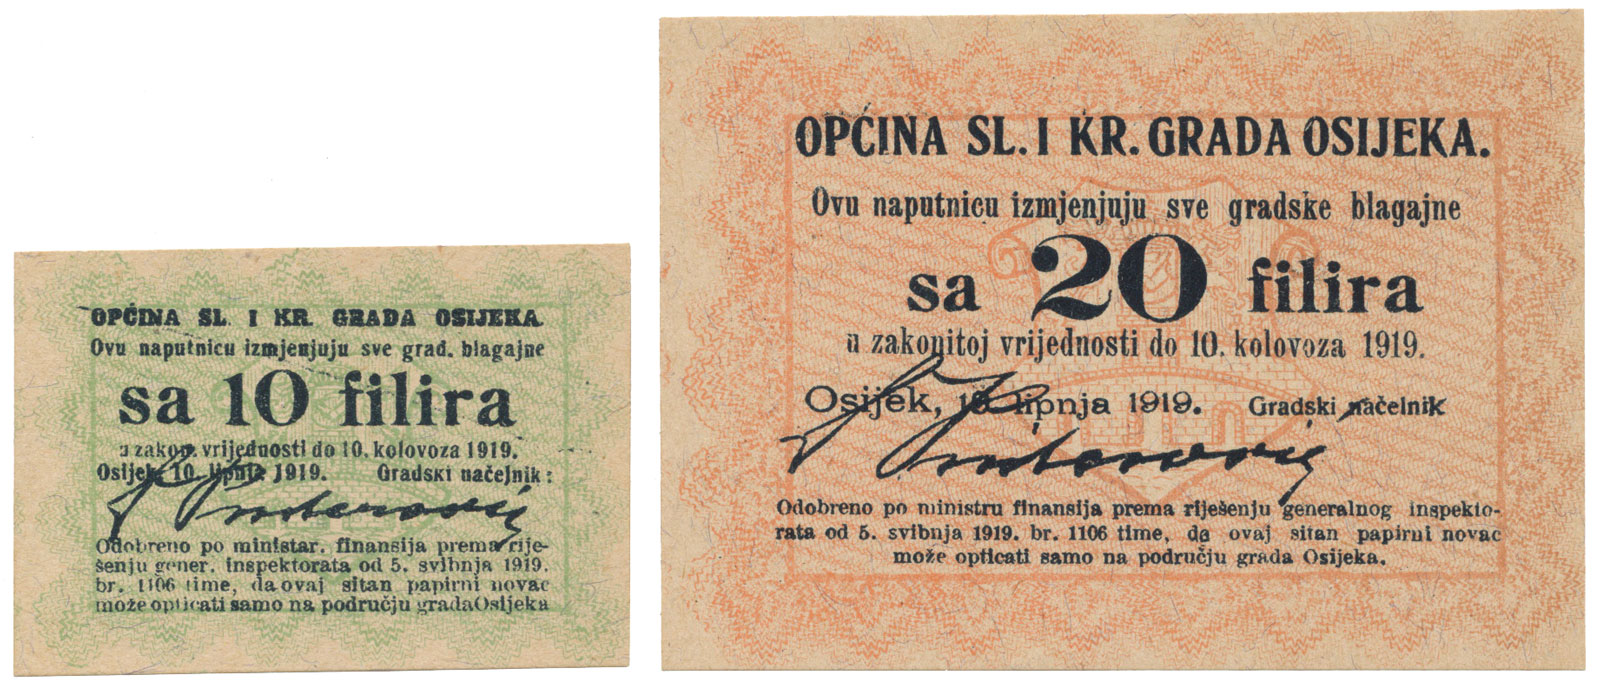 OPĆINA SL. I KR. GRADA OSIJEKA
Ovu naputnicu izmjenjuju sve grad. blagajne
sa 10 filira
u zakon. vrijednosti do 10. kolovoza 1919.
Osijek, 10. lipnja 1919. Gradski načelnik:
Odobreno po ministar. finansija prema rije-
šenju gener. inspektorata od 5. svibnja 1919.
br. 1106 time, da ovaj sitan papirni novac
može opticati samo na području grada Osijeka
OPĆINA SL. I KR. GRADA OSIJEKA.
Ovu naputnicu izmjenjuju sve gradske blagajne
sa 20 filira
u zakonitoj vrijednosti do 10. kolovoza 1919.
Osijek, lipnja 1919. Gradski načelnik
Odobreno po ministru finansija prema riješenju generalnog inspekto-
rata od 5. svibnja 1919. br. 1106 time, da ovaj sitan papirni novac
može opticati samo na području grada Osijeka.